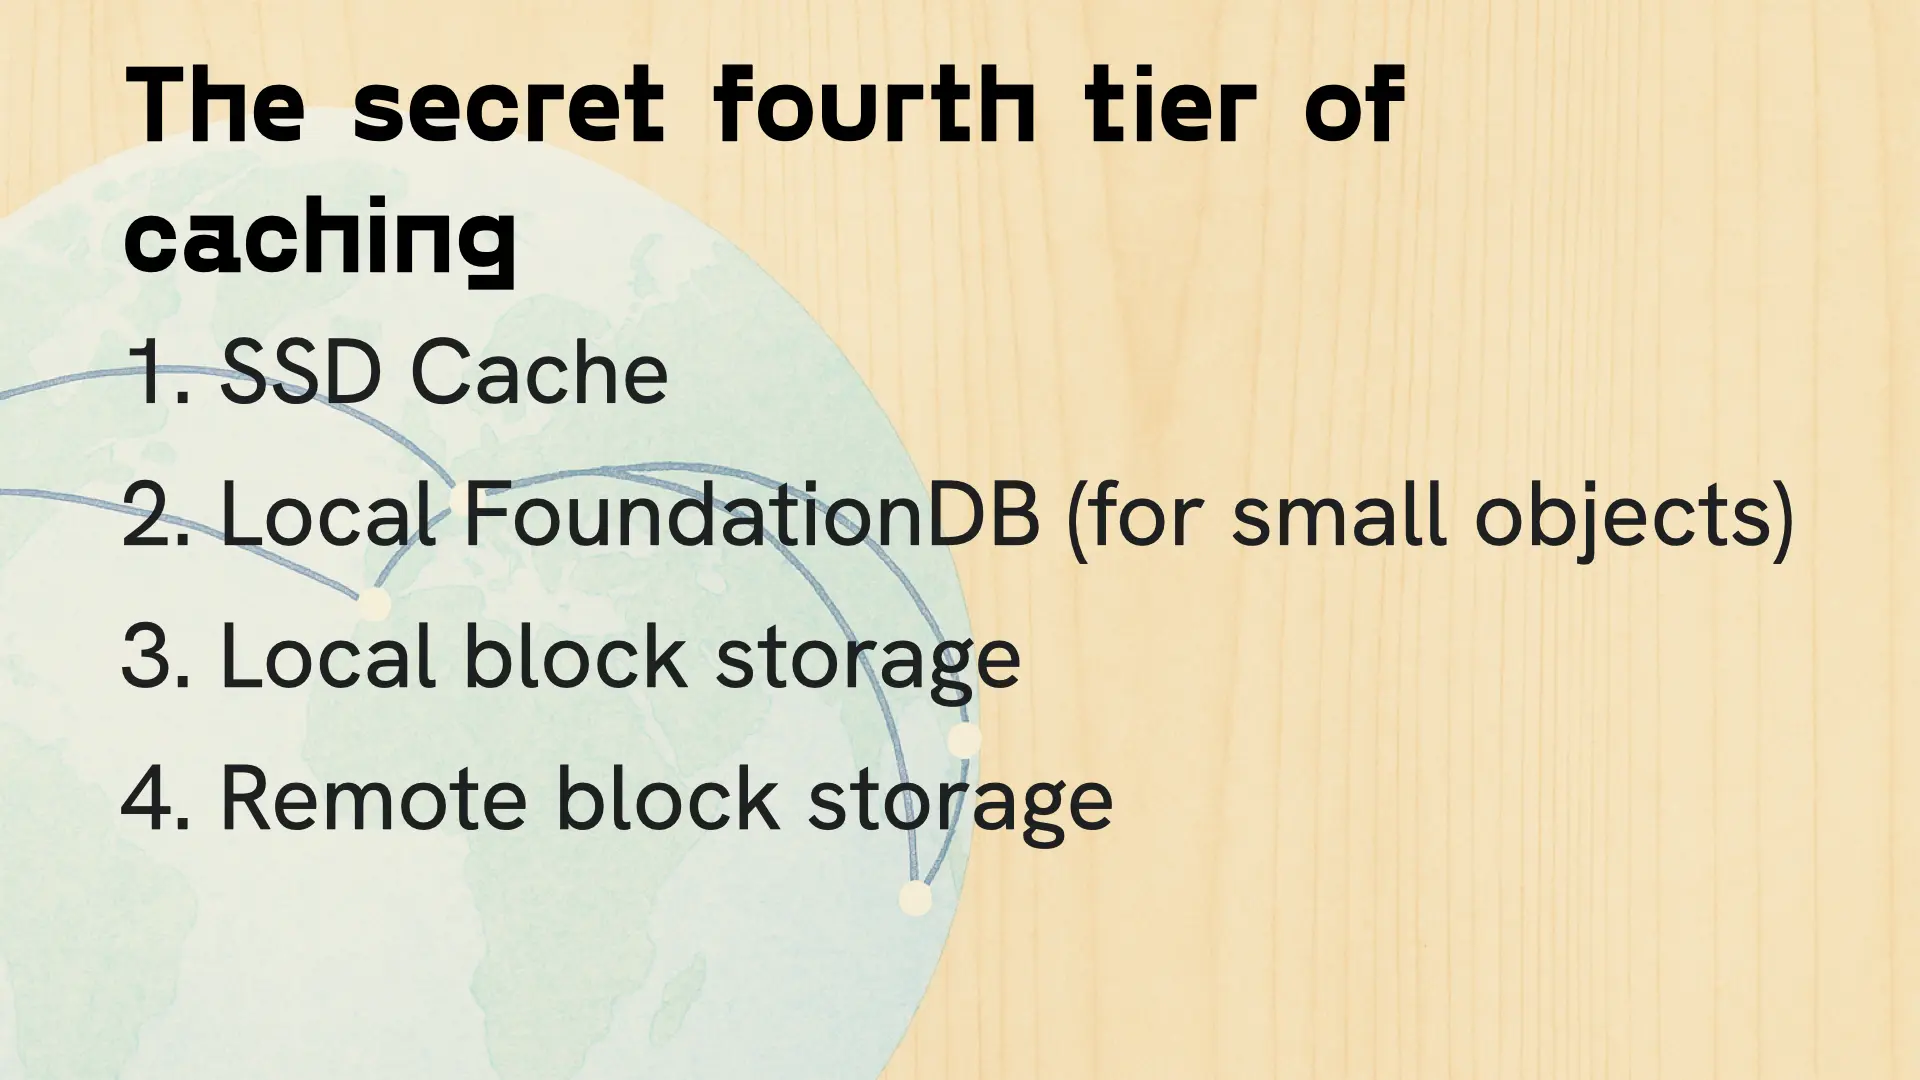 The secret fourth tier of
caching
1. SSD Cache
2. Local FoundationDB (for small objects)
3. Local block storage
4. Remote block storage